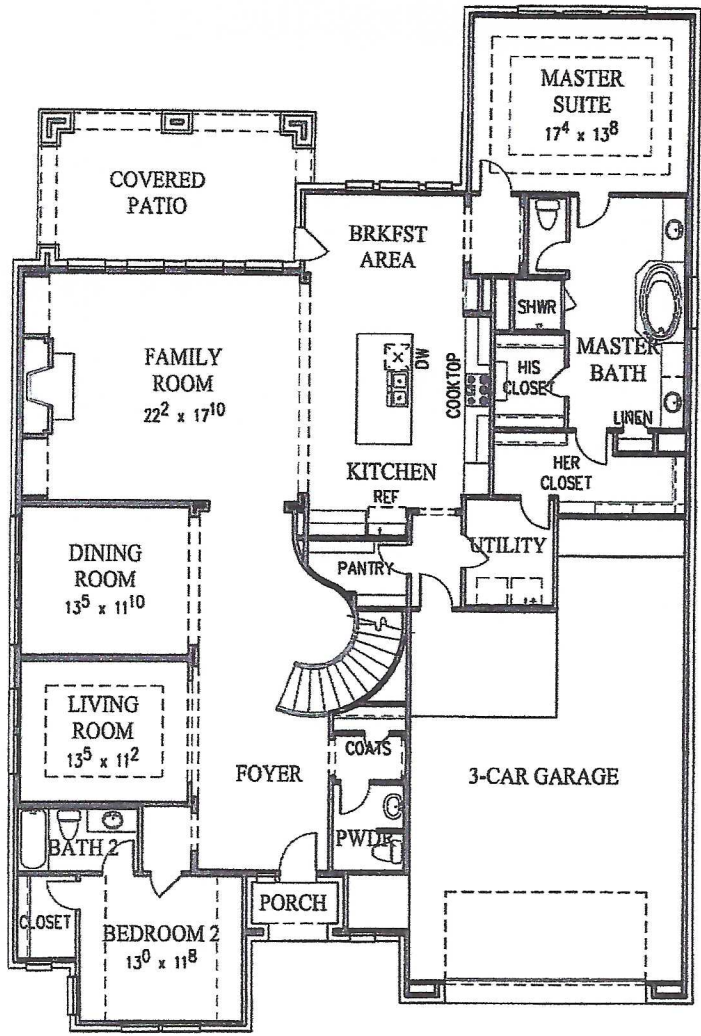 MASTER
SUITE
17⁴ x 13⁸
COVERED
PATIO
BRKFST
AREA
SHWR
FAMILY
ROOM
22² x 17¹⁰
DW
COOKTOP
HIS
CLOSET
MASTER
BATH
LINEN
KITCHEN
REF
HER
CLOSET
DINING
ROOM
13⁵ x 11¹⁰
PANTRY
UTILITY
LIVING
ROOM
13⁵ x 11²
FOYER
COATS
3-CAR GARAGE
PWDR
BATH 2
PORCH
CLOSET
BEDROOM 2
13⁰ x 11⁸